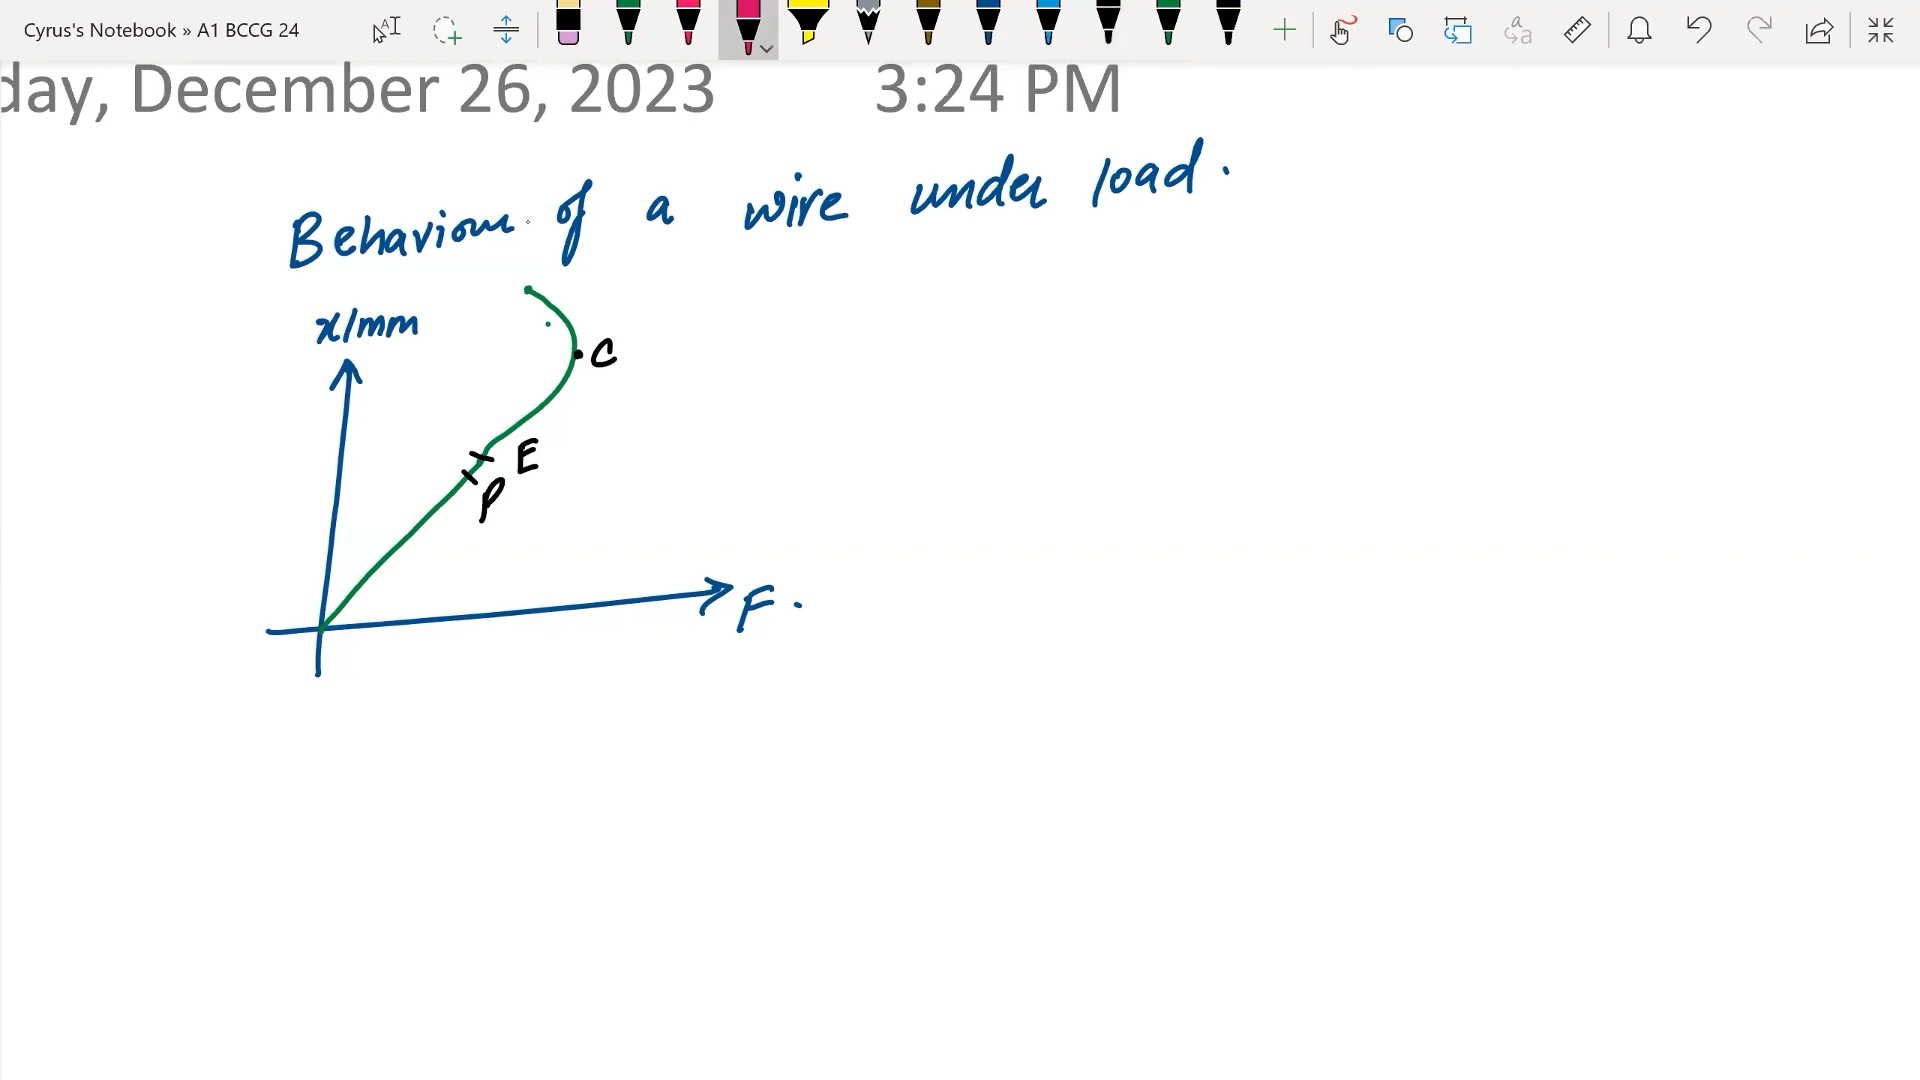 Cyrus's Notebook » A1 BCCG 24
day, December 26, 2023 3:24 PM
Behaviour of a wire under load.
x/mm
C
E
P
F.